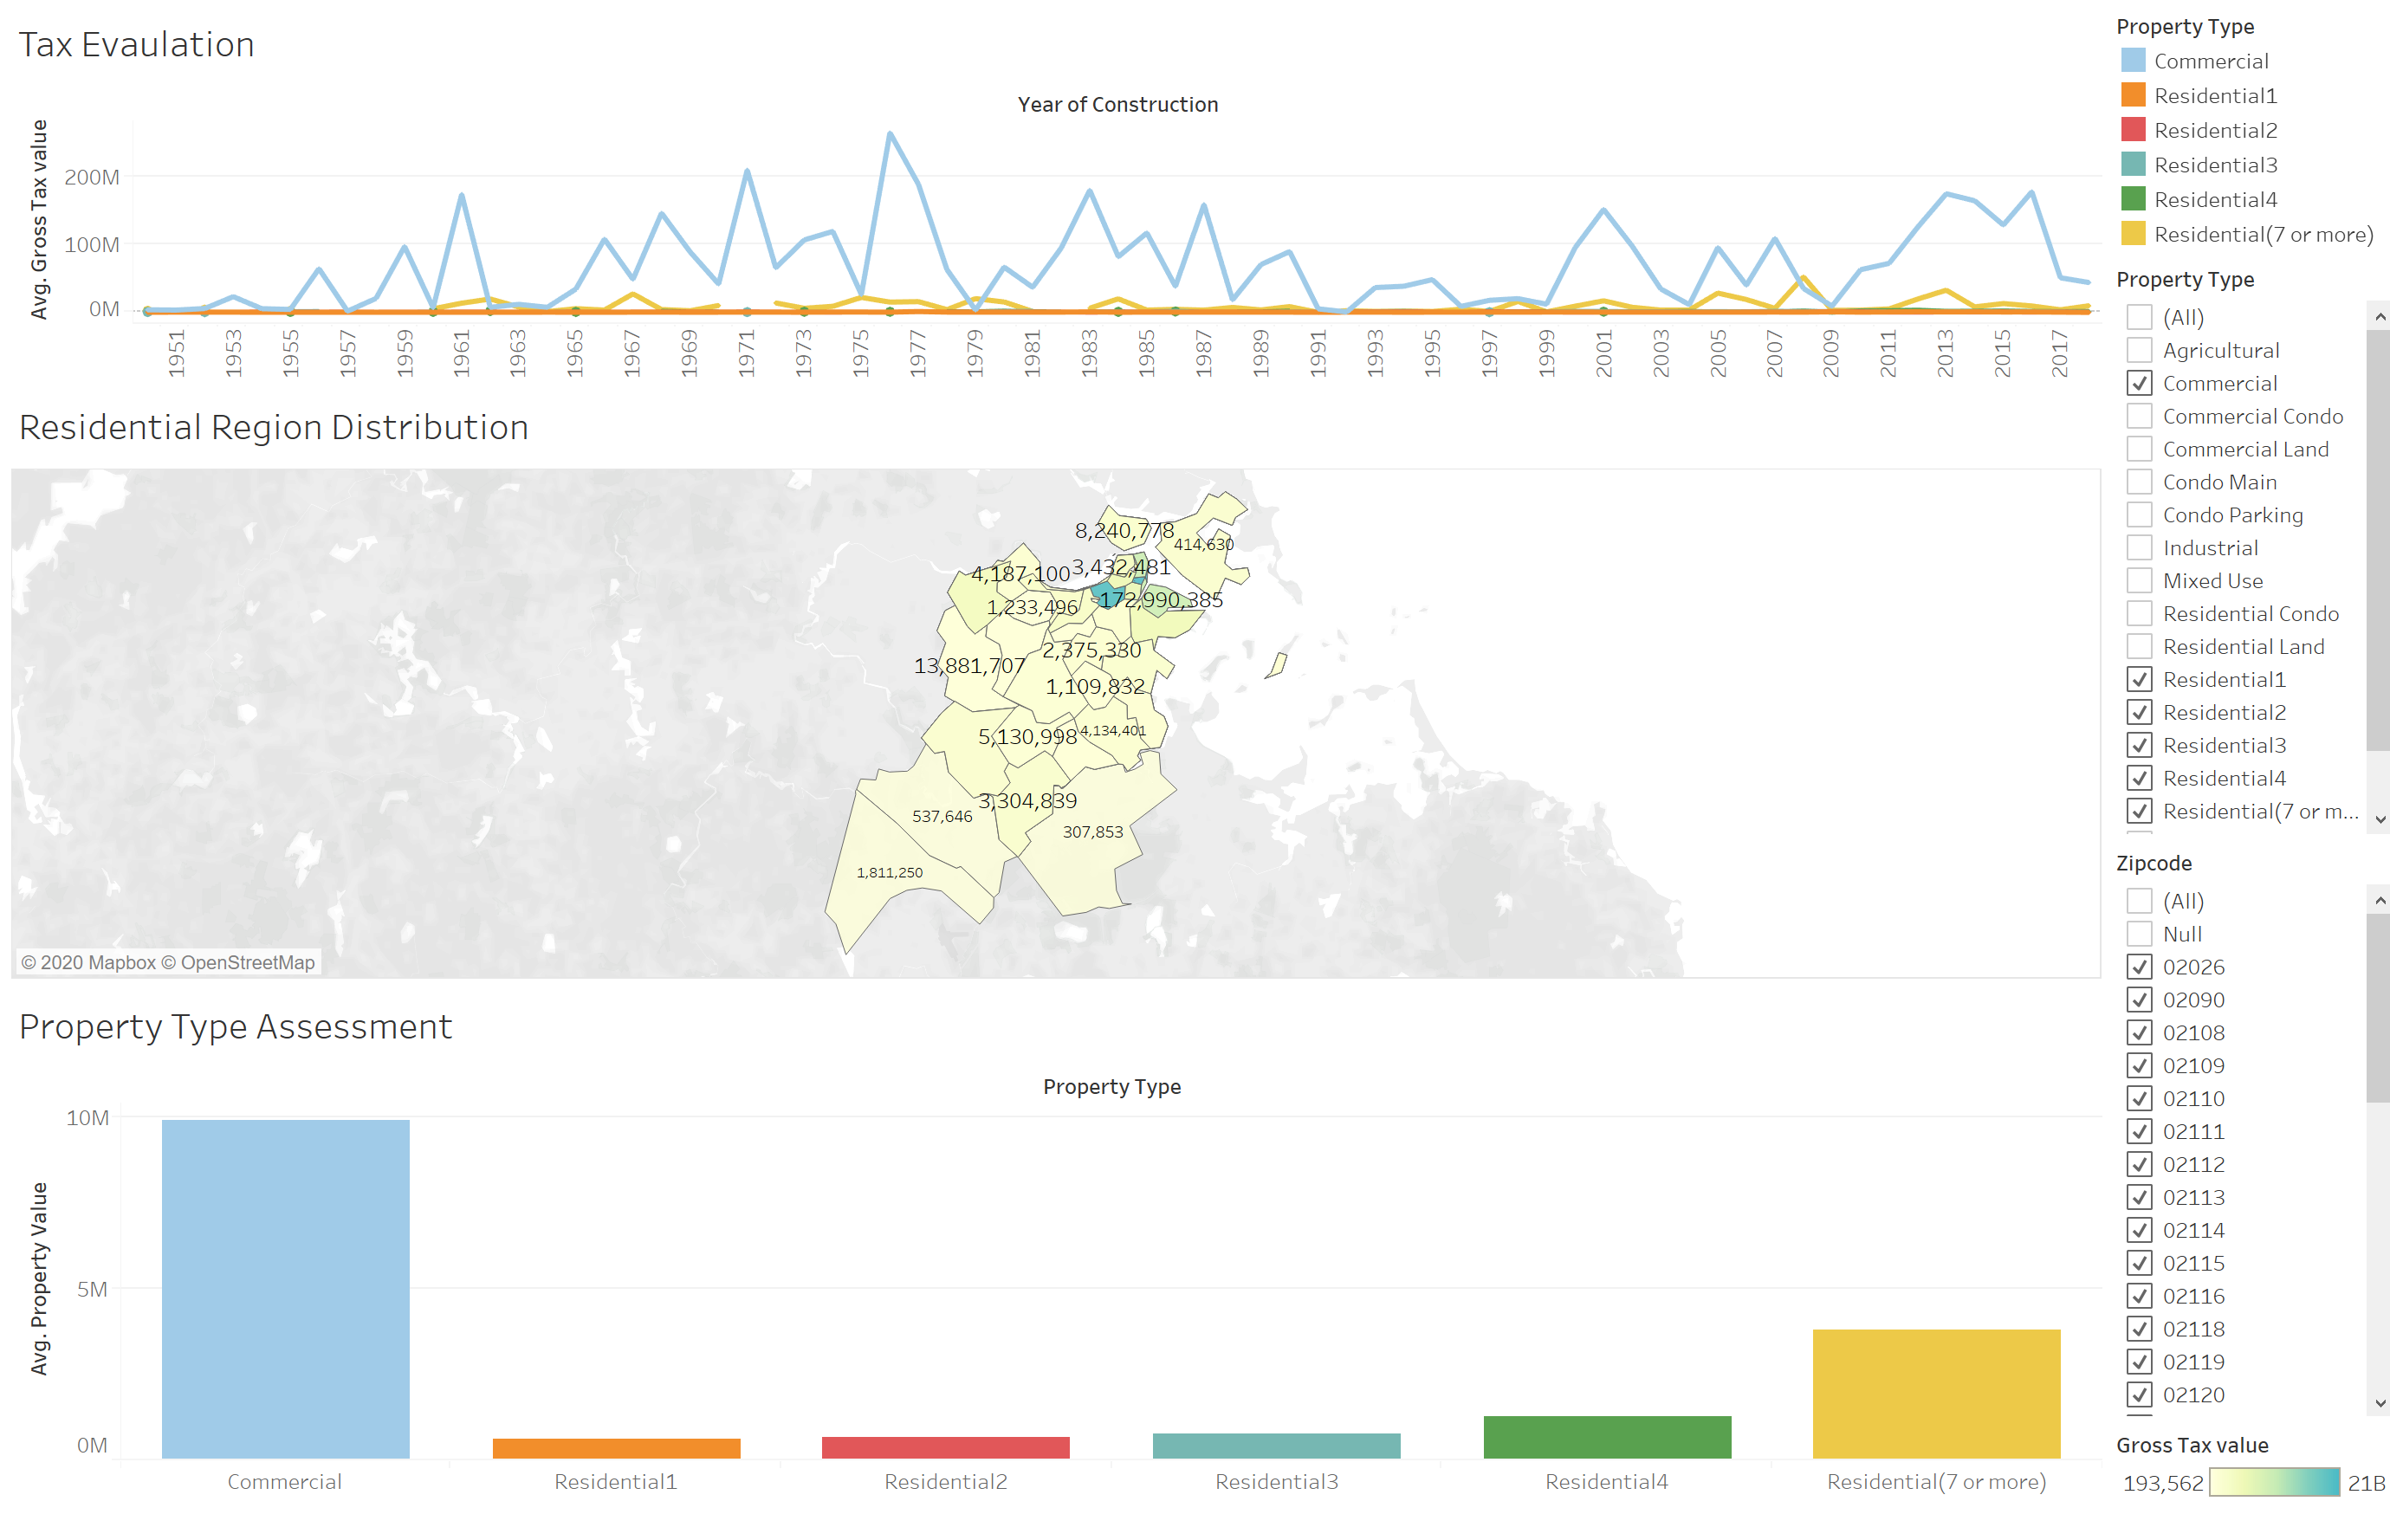 Tax Evaulation
Year of Construction
Avg. Gross Tax value
200M
100M
0M
1951 1953 1955 1957 1959 1961 1963 1965 1967 1969 1971 1973 1975 1977 1979 1981 1983 1985 1987 1989 1991 1993 1995 1997 1999 2001 2003 2005 2007 2009 2011 2013 2015 2017
Residential Region Distribution
8,240,778
414,630
4,187,100
3,432,481
1,233,496
172,990,385
2,375,330
13,881,707
1,109,832
5,130,998
4,134,401
3,304,839
537,646
307,853
1,811,250
© 2020 Mapbox © OpenStreetMap
Property Type Assessment
Property Type
Avg. Property Value
10M
5M
0M
Commercial Residential1 Residential2 Residential3 Residential4 Residential(7 or more)
Property Type
Commercial
Residential1
Residential2
Residential3
Residential4
Residential(7 or more)
Property Type
(All)
Agricultural
Commercial
Commercial Condo
Commercial Land
Condo Main
Condo Parking
Industrial
Mixed Use
Residential Condo
Residential Land
Residential1
Residential2
Residential3
Residential4
Residential(7 or m...
Zipcode
(All)
Null
02026
02090
02108
02109
02110
02111
02112
02113
02114
02115
02116
02118
02119
02120
Gross Tax value
193,562 21B